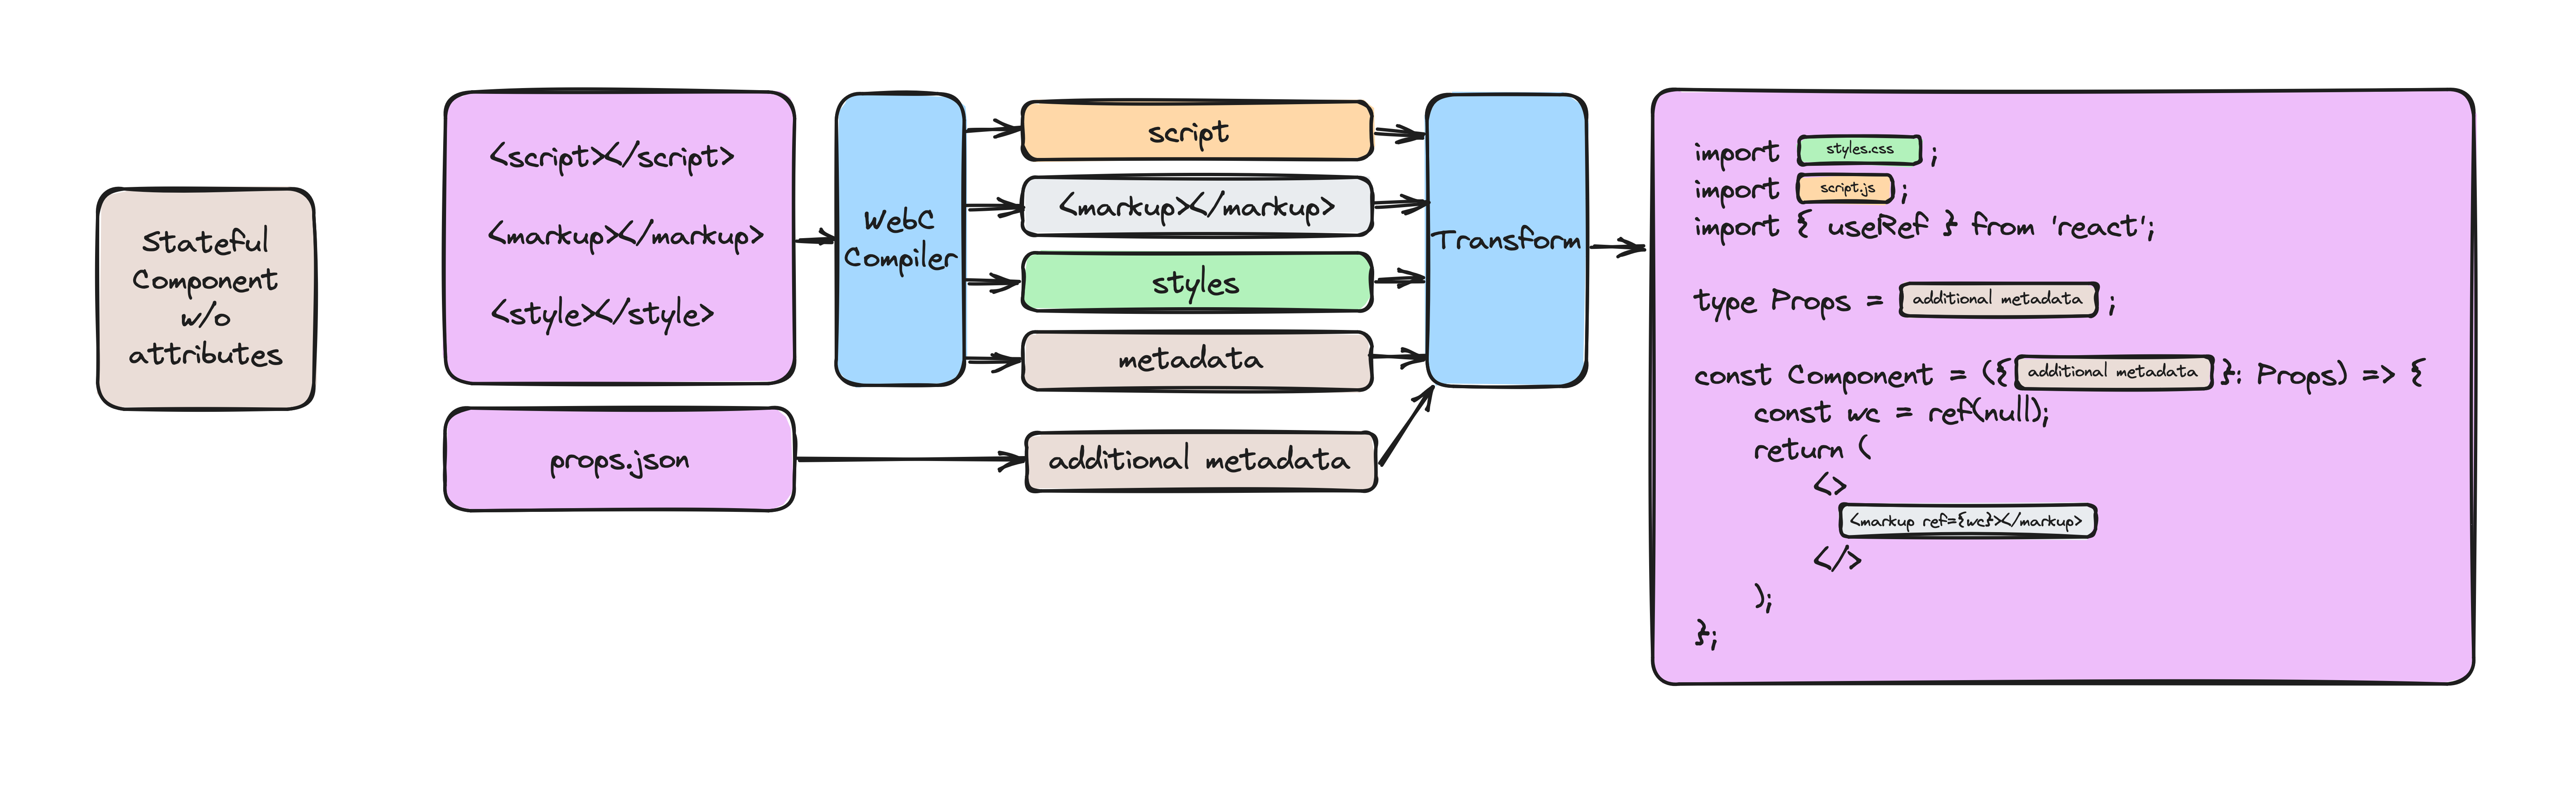 Stateful
Component
w/o
attributes
<script></script>
<markup></markup>
<style></style>
props.json
WebC
Compiler
script
<markup></markup>
styles
metadata
additional metadata
Transform
import styles.css ;
import script.js ;
import { useRef } from 'react';
type Props = additional metadata ;
const Component = ({ additional metadata }: Props) => {
const wc = ref(null);
return (
<>
<markup ref={wc}></markup>
</>
);
};